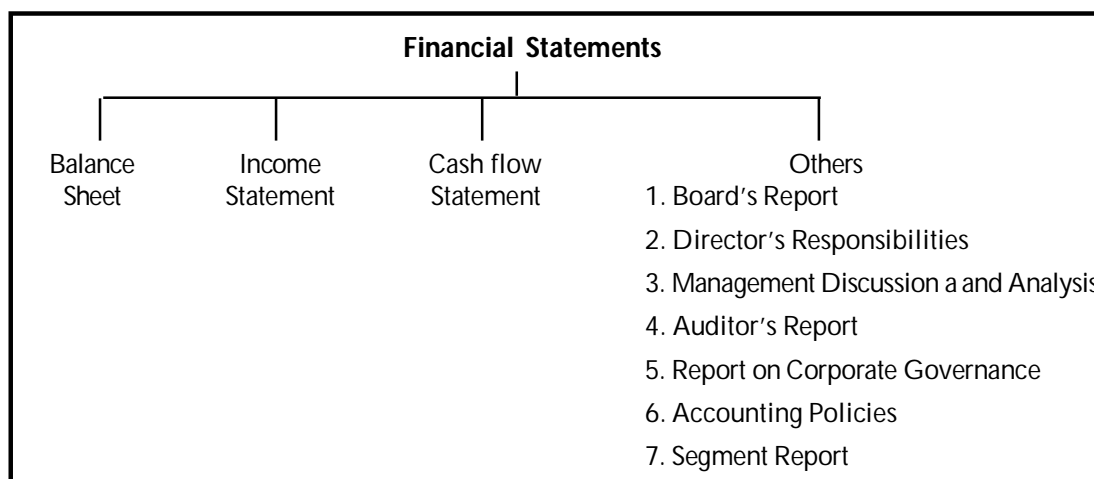 Financial Statements
Balance
Sheet
Income
Statement
Cash flow
Statement
Others
1. Board's Report
2. Director's Responsibilities
3. Management Discussion a and Analysis
4. Auditor's Report
5. Report on Corporate Governance
6. Accounting Policies
7. Segment Report